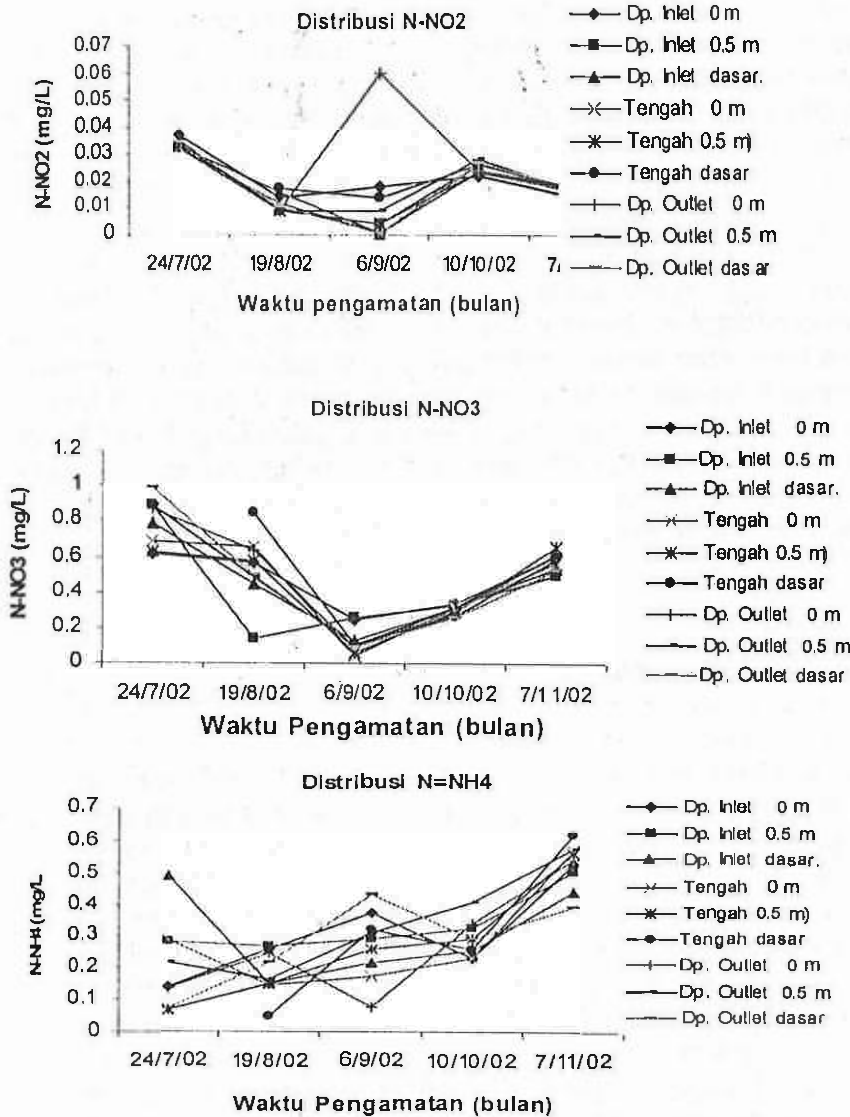 Distribusi N-NO2
N-NO2 (mg/L)
0.07
0.06
0.05
0.04
0.03
0.02
0,01
0
24/7/02 19/8/02 6/9/02 10/10/02 7/
Waktu pengamatan (bulan)
Dp. Inlet 0 m
Dp. Inlet 0.5 m
Dp. Inlet dasar.
Tengah 0 m
Tengah 0.5 m)
Tengah dasar
Dp. Outlet 0 m
Dp. Outlet 0.5 m
Dp. Outlet dasar
Distribusi N-NO3
N-NO3 (mg/L)
1.2
1
0.8
0.6
0.4
0.2
0
24/7/02 19/8/02 6/9/02 10/10/02 7/11/02
Waktu Pengamatan (bulan)
Dp. Inlet 0 m
Dp. Inlet 0.5 m
Dp. Inlet dasar.
Tengah 0 m
Tengah 0.5 m)
Tengah dasar
Dp. Outlet 0 m
Dp. Outlet 0.5 m
Dp. Outlet dasar
Distribusi N=NH4
N-NH4 (mg/L
0.7
0.6
0.5
0.4
0.3
0.2
0.1
0
24/7/02 19/8/02 6/9/02 10/10/02 7/11/02
Waktu Pengamatan (bulan)
Dp. Inlet 0 m
Dp. Inlet 0.5 m
Dp. Inlet dasar.
Tengah 0 m
Tengah 0.5 m)
Tengah dasar
Dp. Outlet 0 m
Dp. Outlet 0.5 m
Dp. Outlet dasar